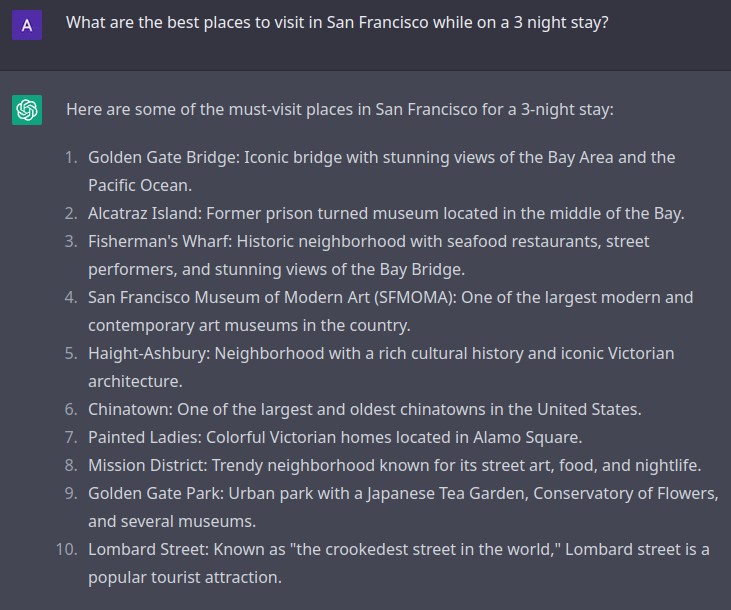 A
What are the best places to visit in San Francisco while on a 3 night stay?
Here are some of the must-visit places in San Francisco for a 3-night stay:
1. Golden Gate Bridge: Iconic bridge with stunning views of the Bay Area and the
Pacific Ocean.
2. Alcatraz Island: Former prison turned museum located in the middle of the Bay.
3. Fisherman's Wharf: Historic neighborhood with seafood restaurants, street
performers, and stunning views of the Bay Bridge.
4. San Francisco Museum of Modern Art (SFMOMA): One of the largest modern and
contemporary art museums in the country.
5. Haight-Ashbury: Neighborhood with a rich cultural history and iconic Victorian
architecture.
6. Chinatown: One of the largest and oldest chinatowns in the United States.
7. Painted Ladies: Colorful Victorian homes located in Alamo Square.
8. Mission District: Trendy neighborhood known for its street art, food, and nightlife.
9. Golden Gate Park: Urban park with a Japanese Tea Garden, Conservatory of Flowers,
and several museums.
10. Lombard Street: Known as "the crookedest street in the world," Lombard street is a
popular tourist attraction.